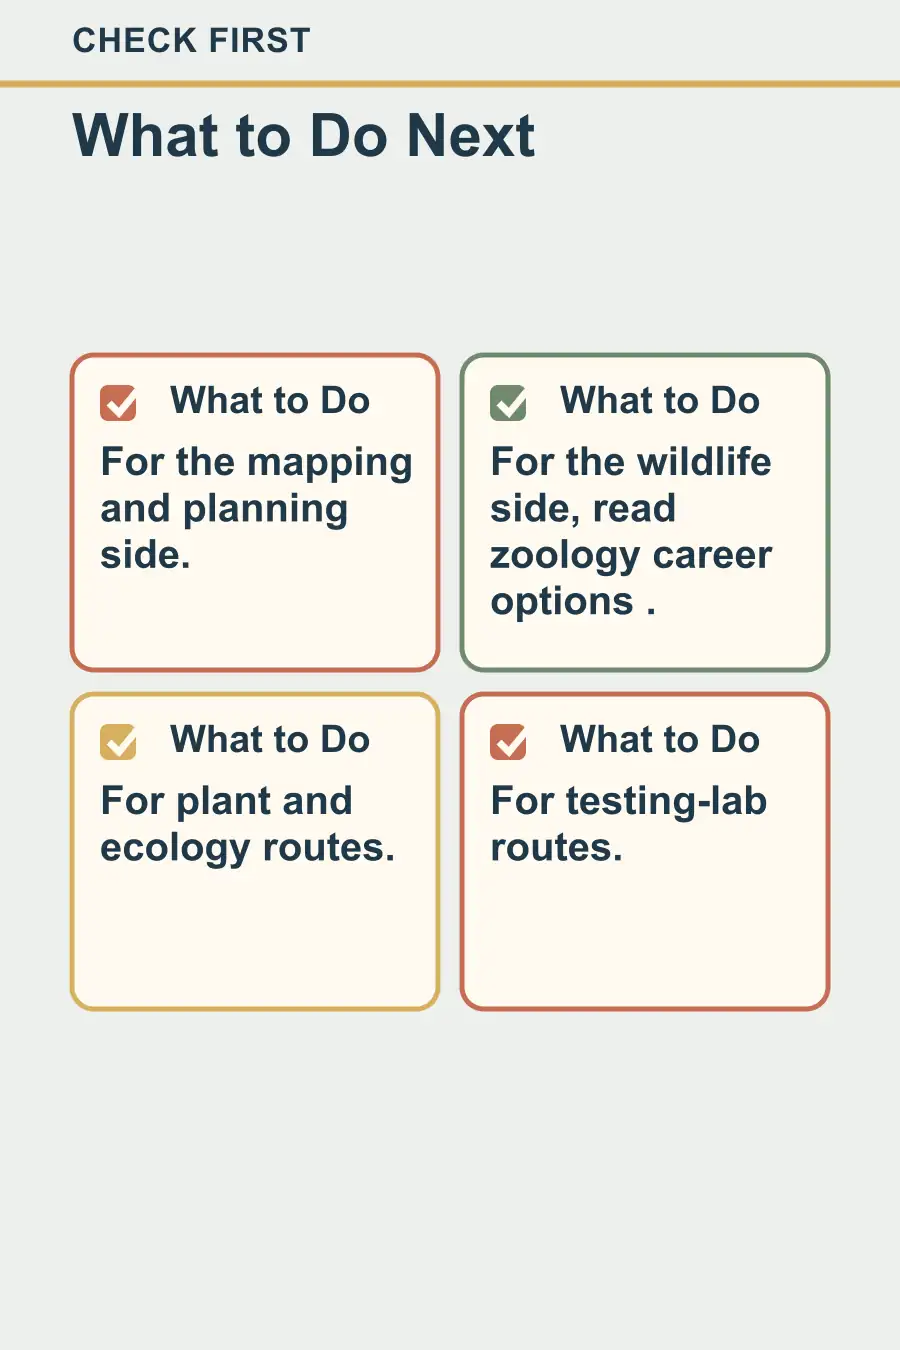 CHECK FIRST
What to Do Next
What to Do
For the mapping
and planning
side.
What to Do
For the wildlife
side, read
zoology career
options .
What to Do
For plant and
ecology routes.
What to Do
For testing-lab
routes.